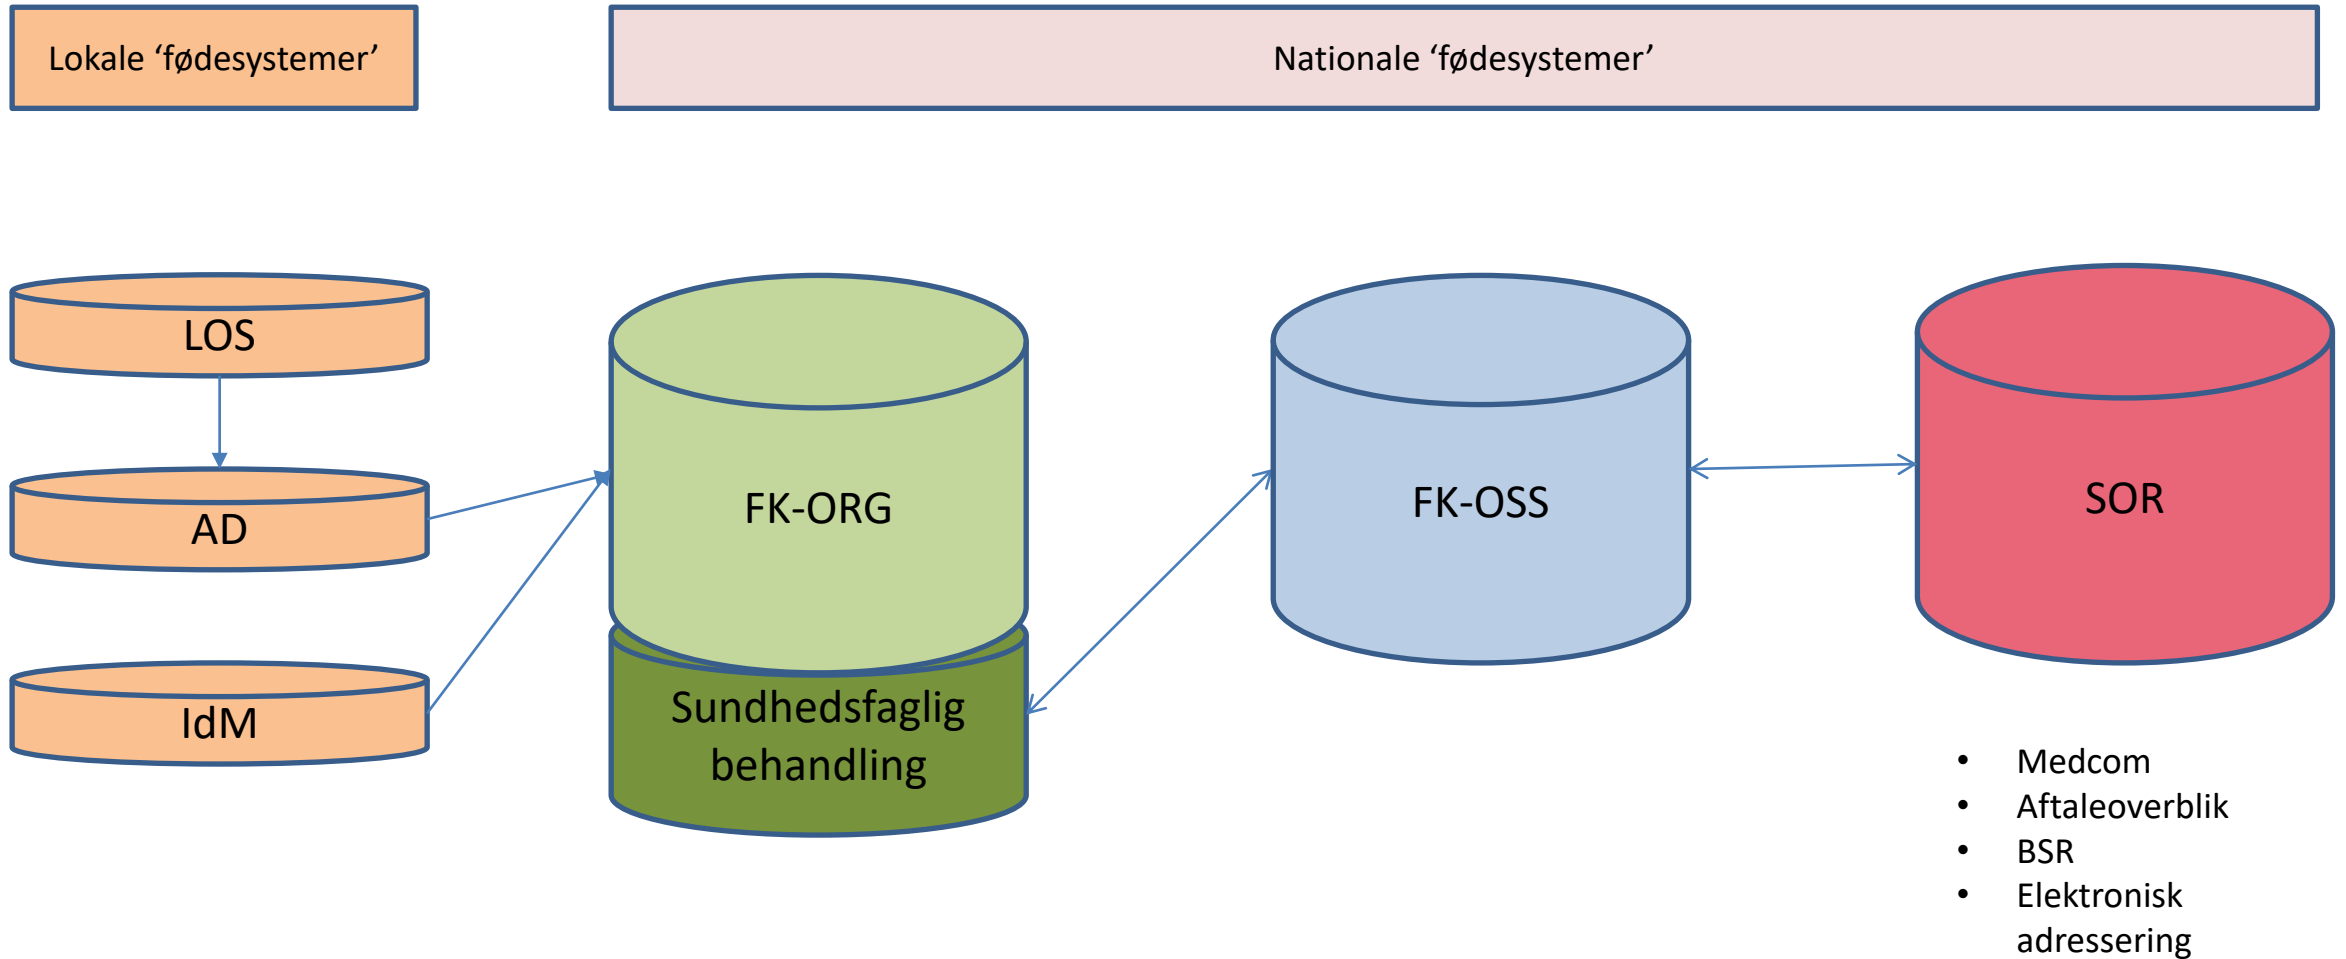 Lokale ‘fødesystemer’
Nationale ‘fødesystemer’
LOS
AD
IdM
FK-ORG
Sundhedsfaglig
behandling
FK-OSS
SOR
• Medcom
• Aftaleoverblik
• BSR
• Elektronisk
adressering